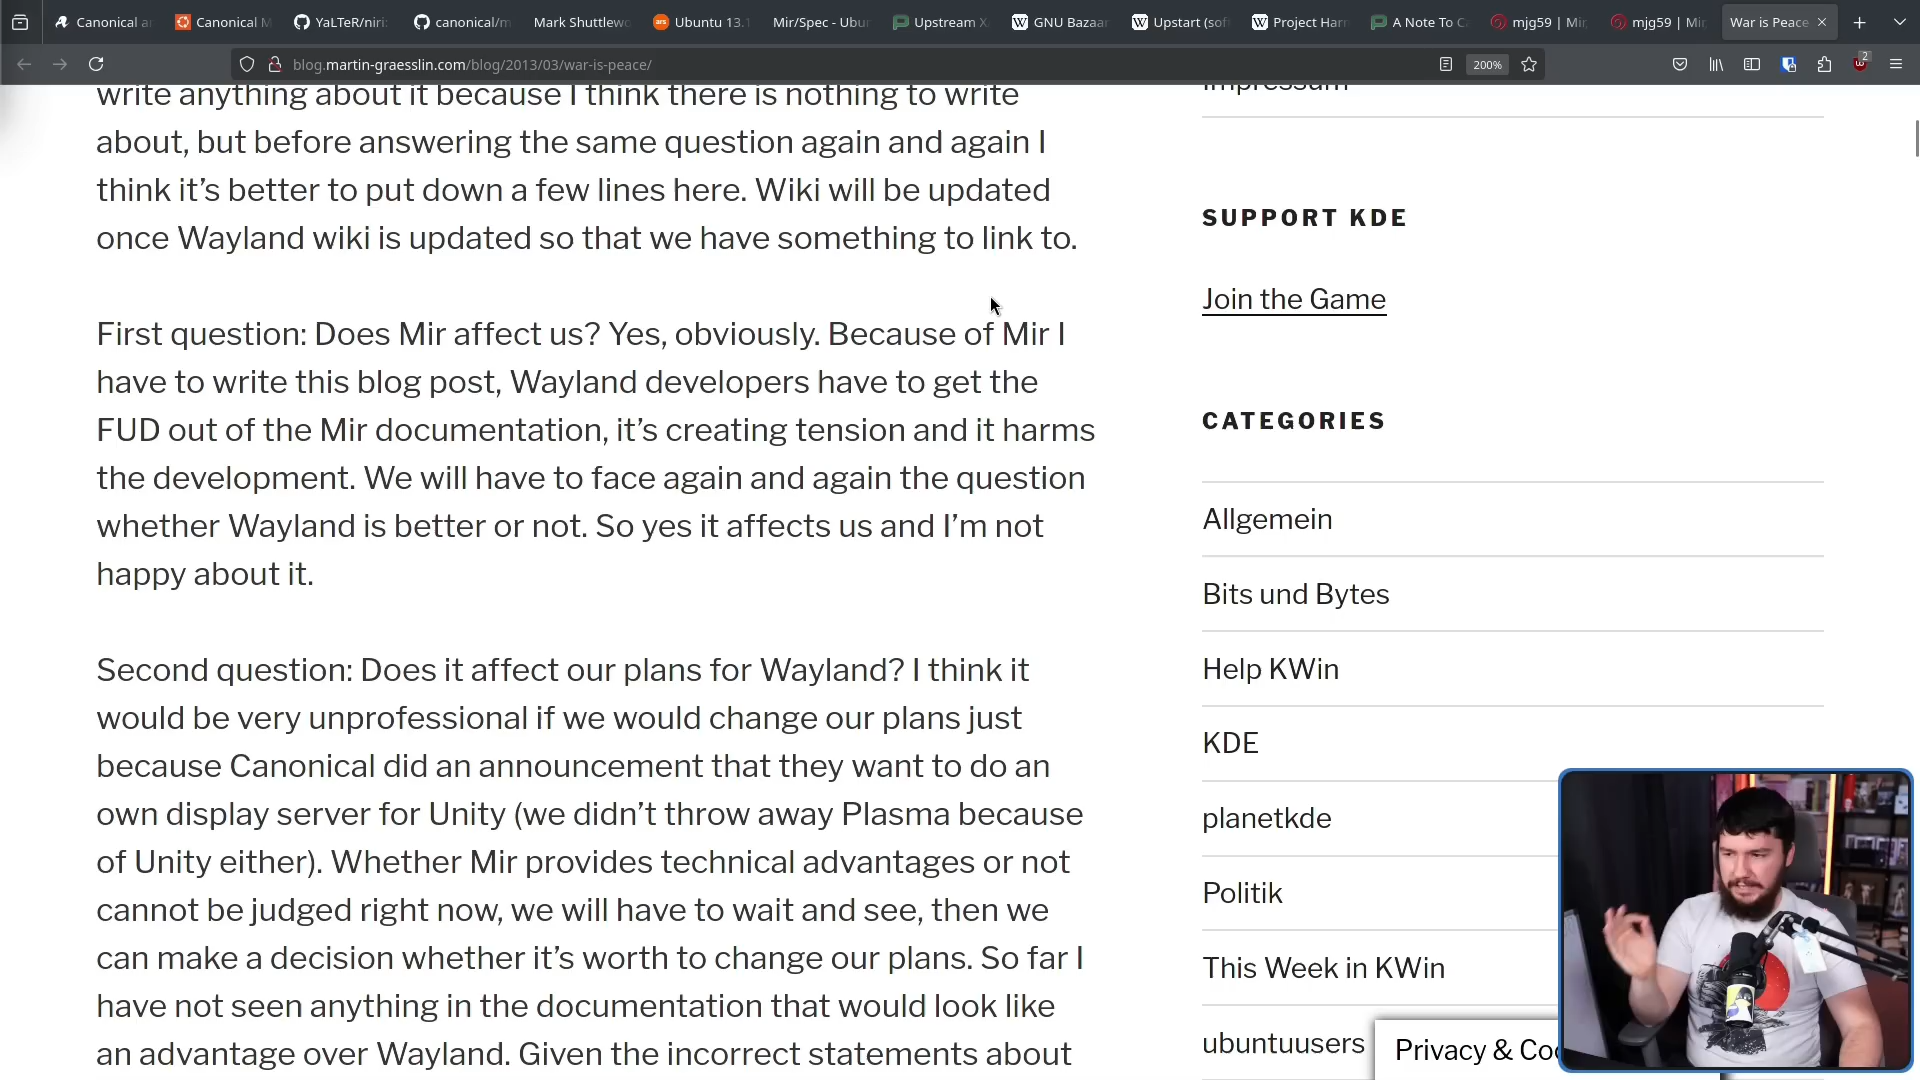 Canonical a
Canonical M
YaLTeR/niri:
canonical/m
Mark Shuttlewo
Ubuntu 13.1
Mir/Spec - Ubu
Upstream X
GNU Bazaa
Upstart (sof
Project Har
A Note To C
mjg59 | Mir
mjg59 | Mir
War is Peace
blog.martin-graesslin.com/blog/2013/03/war-is-peace/
200%
2
write anything about it because I think there is nothing to write
about, but before answering the same question again and again I
think it's better to put down a few lines here. Wiki will be updated
once Wayland wiki is updated so that we have something to link to.
First question: Does Mir affect us? Yes, obviously. Because of Mir I
have to write this blog post, Wayland developers have to get the
FUD out of the Mir documentation, it's creating tension and it harms
the development. We will have to face again and again the question
whether Wayland is better or not. So yes it affects us and I'm not
happy about it.
Second question: Does it affect our plans for Wayland? I think it
would be very unprofessional if we would change our plans just
because Canonical did an announcement that they want to do an
own display server for Unity (we didn't throw away Plasma because
of Unity either). Whether Mir provides technical advantages or not
cannot be judged right now, we will have to wait and see, then we
can make a decision whether it's worth to change our plans. So far I
have not seen anything in the documentation that would look like
an advantage over Wayland. Given the incorrect statements about
Impressum
SUPPORT KDE
Join the Game
CATEGORIES
Allgemein
Bits und Bytes
Help KWin
KDE
planetkde
Politik
This Week in KWin
ubuntuusers
Privacy & Coo